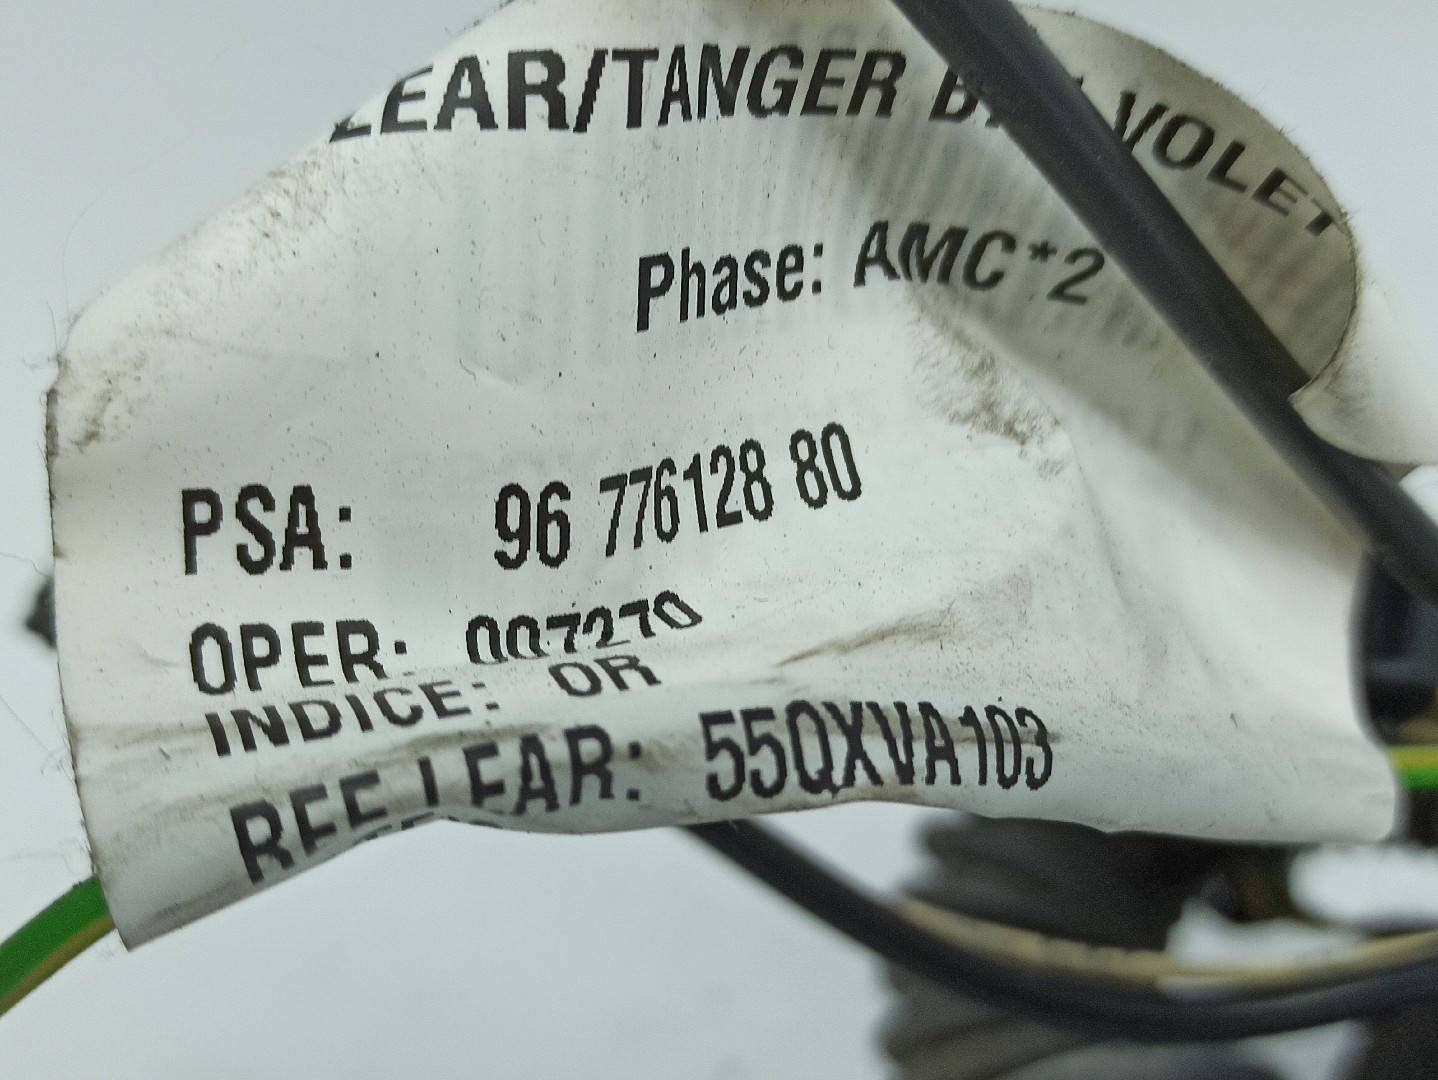 LEAR/TANGER VOLET
Phase: AMC*2
PSA: 96 776128 80
OPER: 007270
INDICE: OR
REF LEAR: 55QXVA103